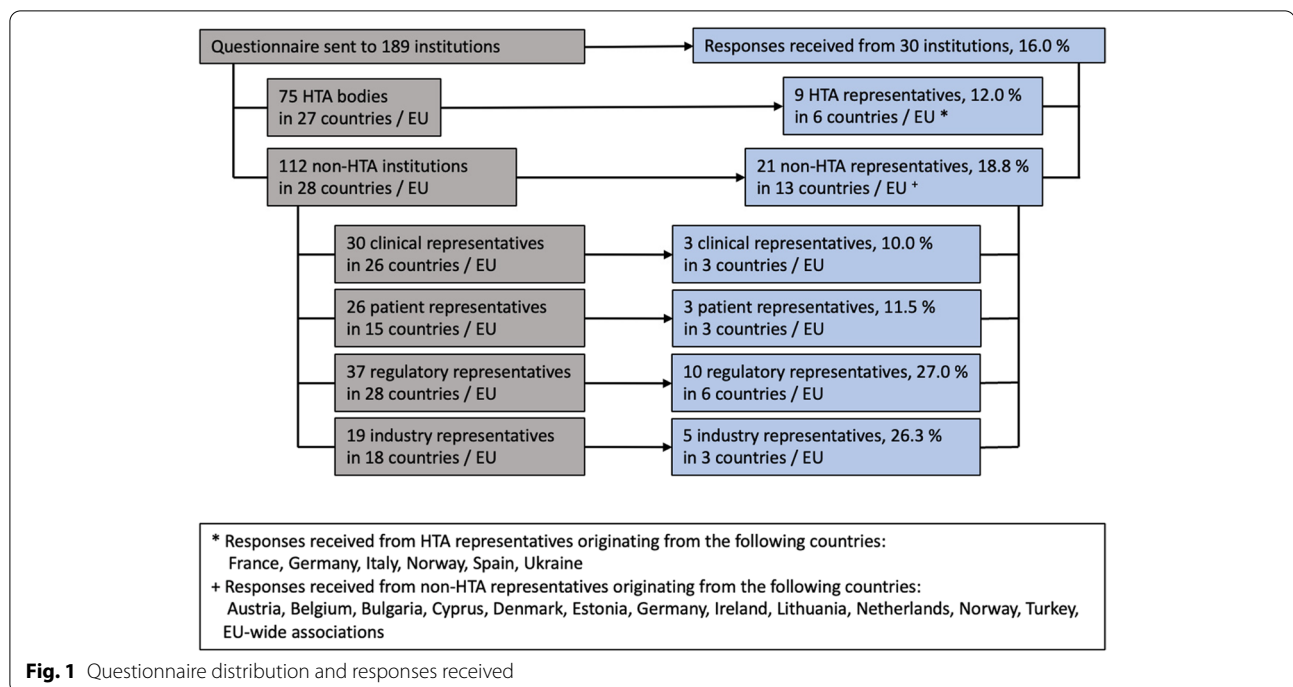 Questionnaire sent to 189 institutions
Responses received from 30 institutions, 16.0 %
75 HTA bodies
in 27 countries / EU
9 HTA representatives, 12.0 %
in 6 countries / EU *
112 non-HTA institutions
in 28 countries / EU
21 non-HTA representatives, 18.8 %
in 13 countries / EU +
30 clinical representatives
in 26 countries / EU
3 clinical representatives, 10.0 %
in 3 countries / EU
26 patient representatives
in 15 countries / EU
3 patient representatives, 11.5 %
in 3 countries / EU
37 regulatory representatives
in 28 countries / EU
10 regulatory representatives, 27.0 %
in 6 countries / EU
19 industry representatives
in 18 countries / EU
5 industry representatives, 26.3 %
in 3 countries / EU
* Responses received from HTA representatives originating from the following countries:
France, Germany, Italy, Norway, Spain, Ukraine
+ Responses received from non-HTA representatives originating from the following countries:
Austria, Belgium, Bulgaria, Cyprus, Denmark, Estonia, Germany, Ireland, Lithuania, Netherlands, Norway, Turkey,
EU-wide associations
Fig. 1 Questionnaire distribution and responses received